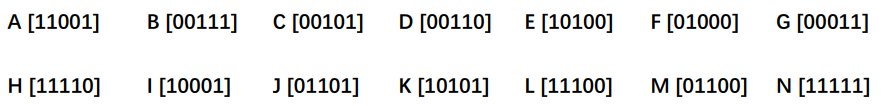 A [11001] B [00111] C [00101] D [00110] E [10100] F [01000] G [00011]
H [11110] I [10001] J [01101] K [10101] L [11100] M [01100] N [11111]